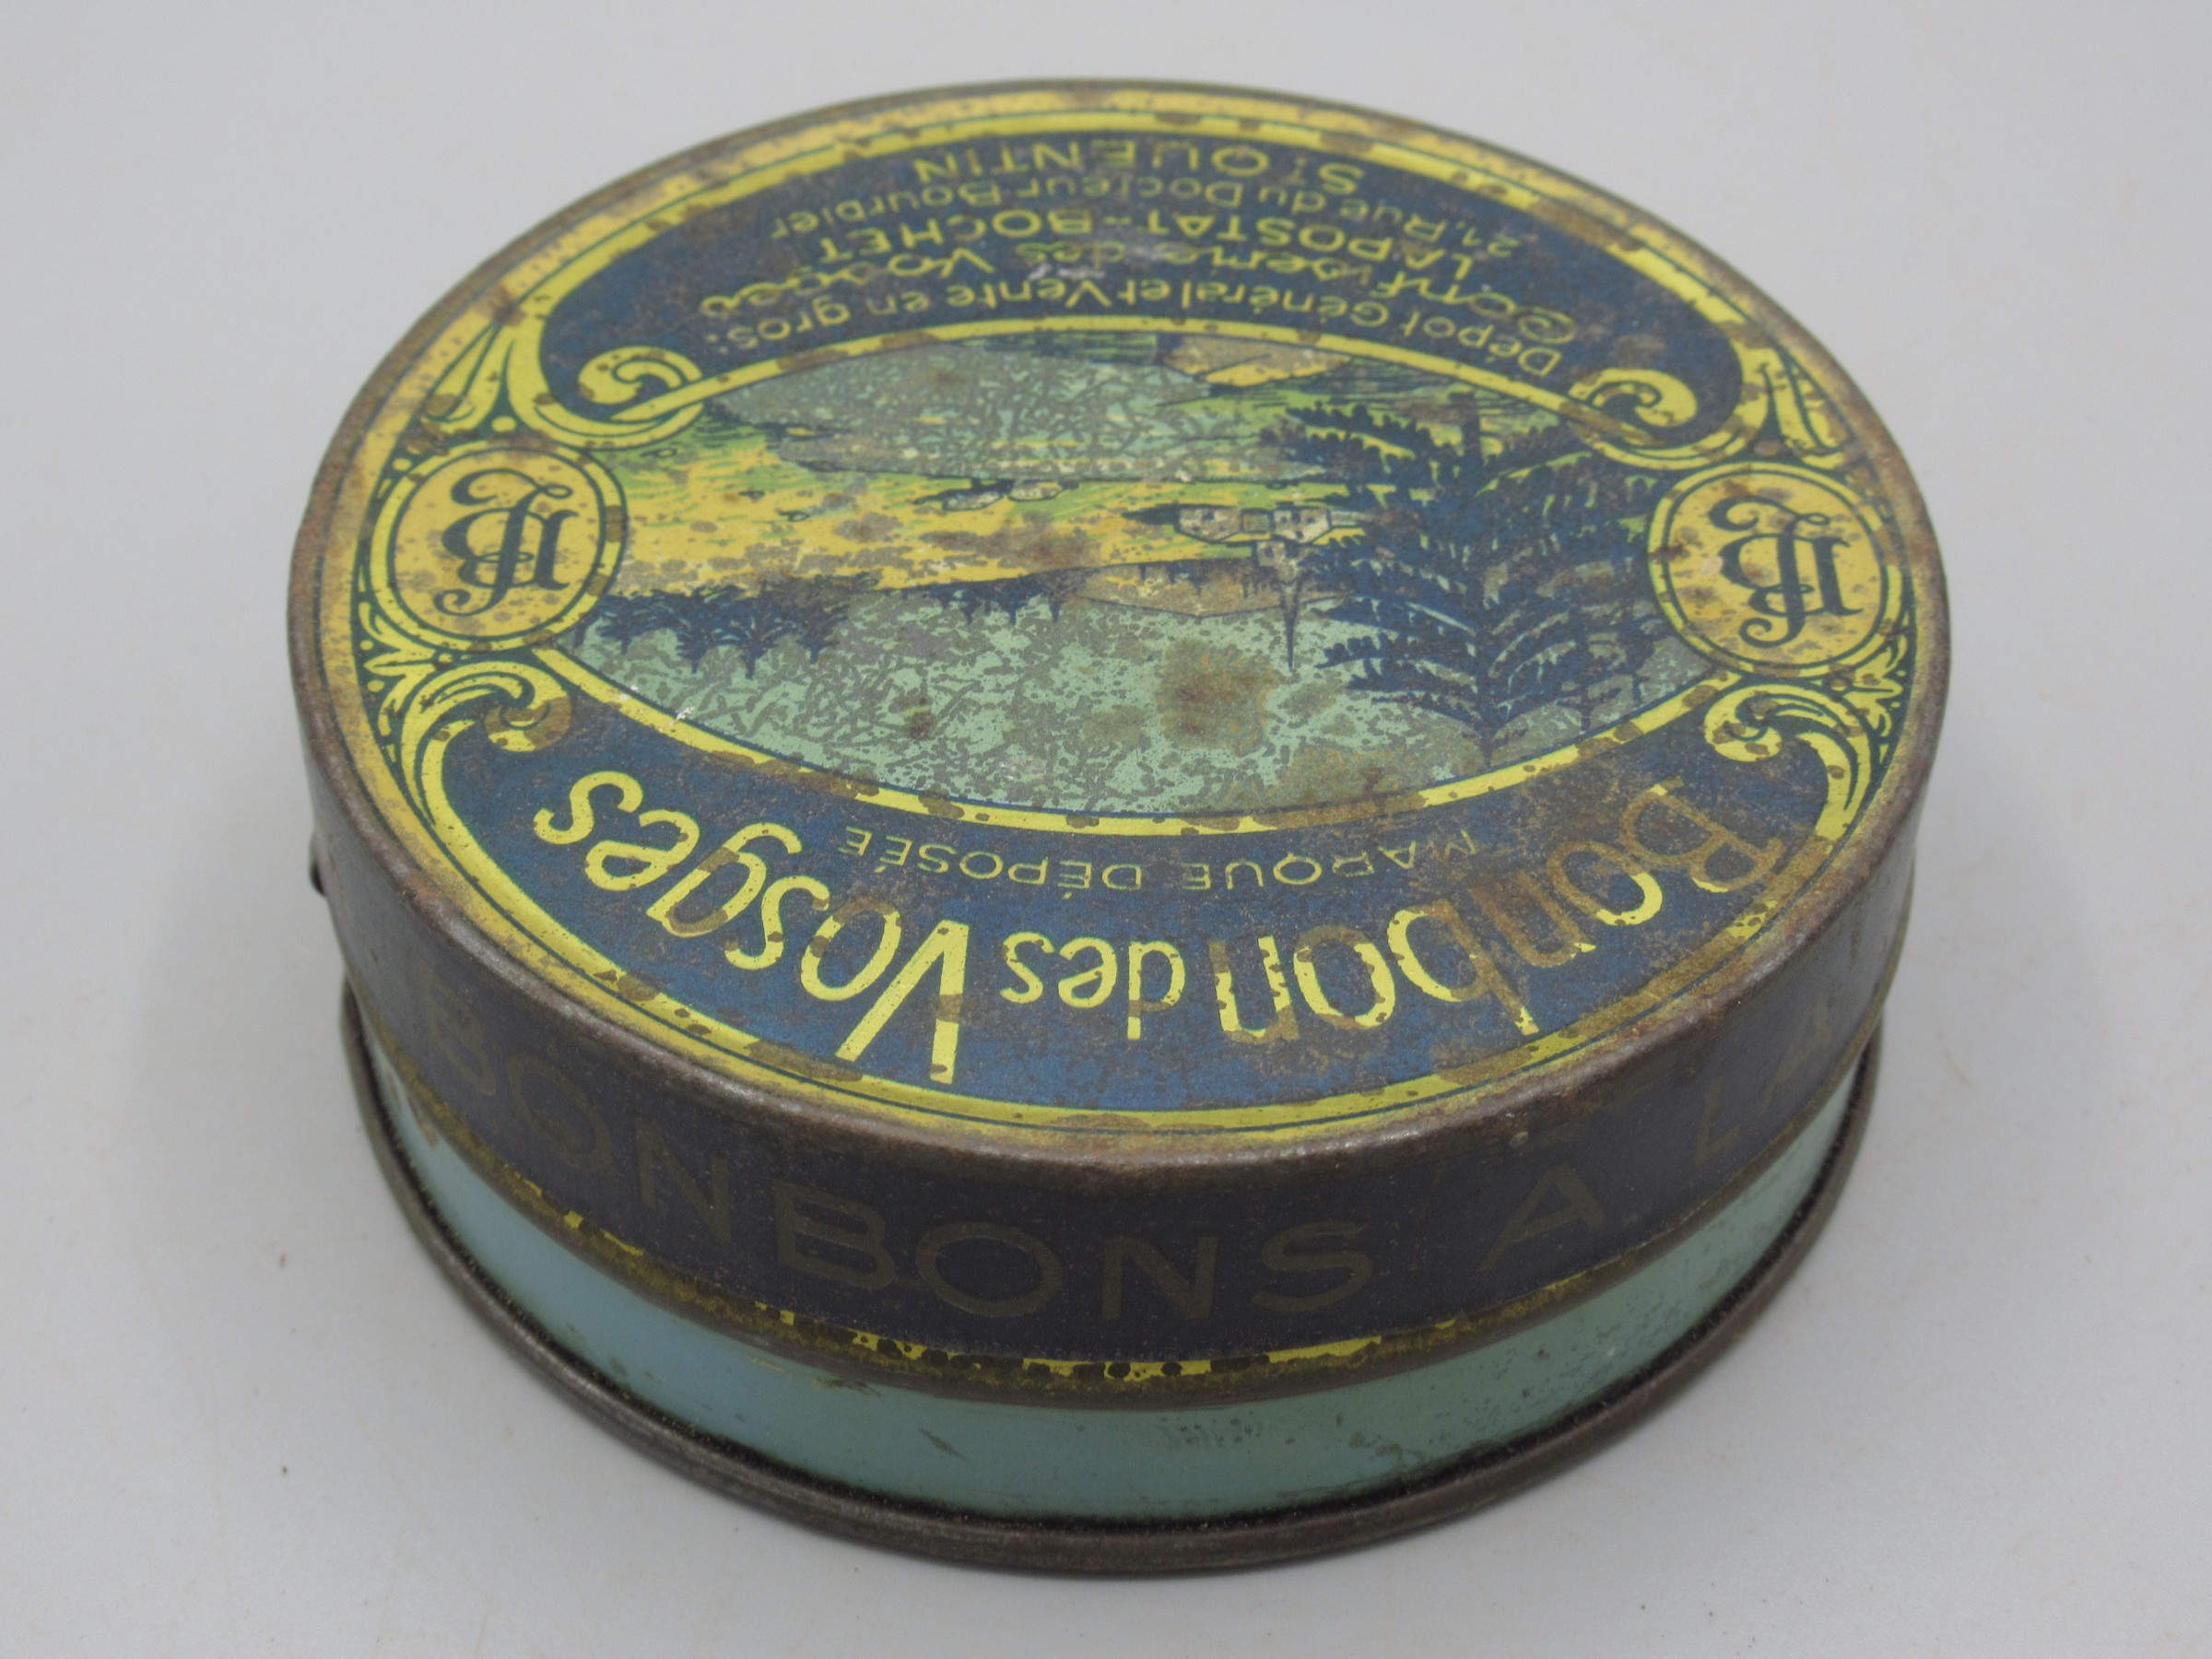 Bonbon des Vosges
MARQUE DÉPOSÉE
Dépot Général et Vente en gros:
Confiserie des Vosges
LAPOSTAT-BOCHET
21, Rue du Docteur Bourbier
ST QUENTIN
BONBONS A LA